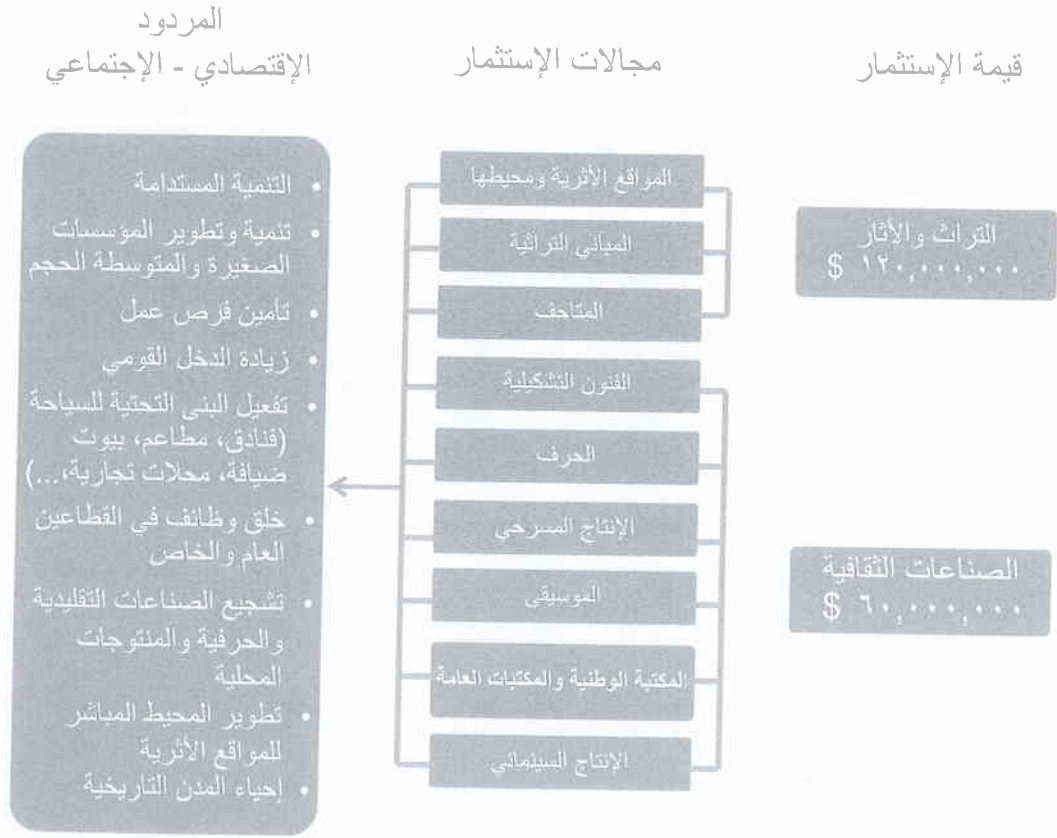 قيمة الإستثمار
مجالات الإستثمار
المردود
الإقتصادي - الإجتماعي
التراث والأثار
١٢٠,٠٠٠,٠٠٠ $
الصناعات الثقافية
٦٠,٠٠٠,٠٠٠ $
المواقع الأثرية ومحيطها
المباني التراثية
المتاحف
الفنون التشكيلية
الحرف
الإنتاج المسرحي
الموسيقى
المكتبة الوطنية والمكتبات العامة
الإنتاج السينمائي
• التنمية المستدامة
• تنمية وتطوير المؤسسات
الصغيرة والمتوسطة الحجم
• تأمين فرص عمل
• زيادة الدخل القومي
• تفعيل البنى التحتية للسياحة
(فنادق، مطاعم، بيوت
ضيافة، محلات تجارية،...)
• خلق وظائف في القطاعين
العام والخاص
• تشجيع الصناعات التقليدية
والحرفية والمنتوجات
المحلية
• تطوير المحيط المباشر
للمواقع الأثرية
• إحياء المدن التاريخية